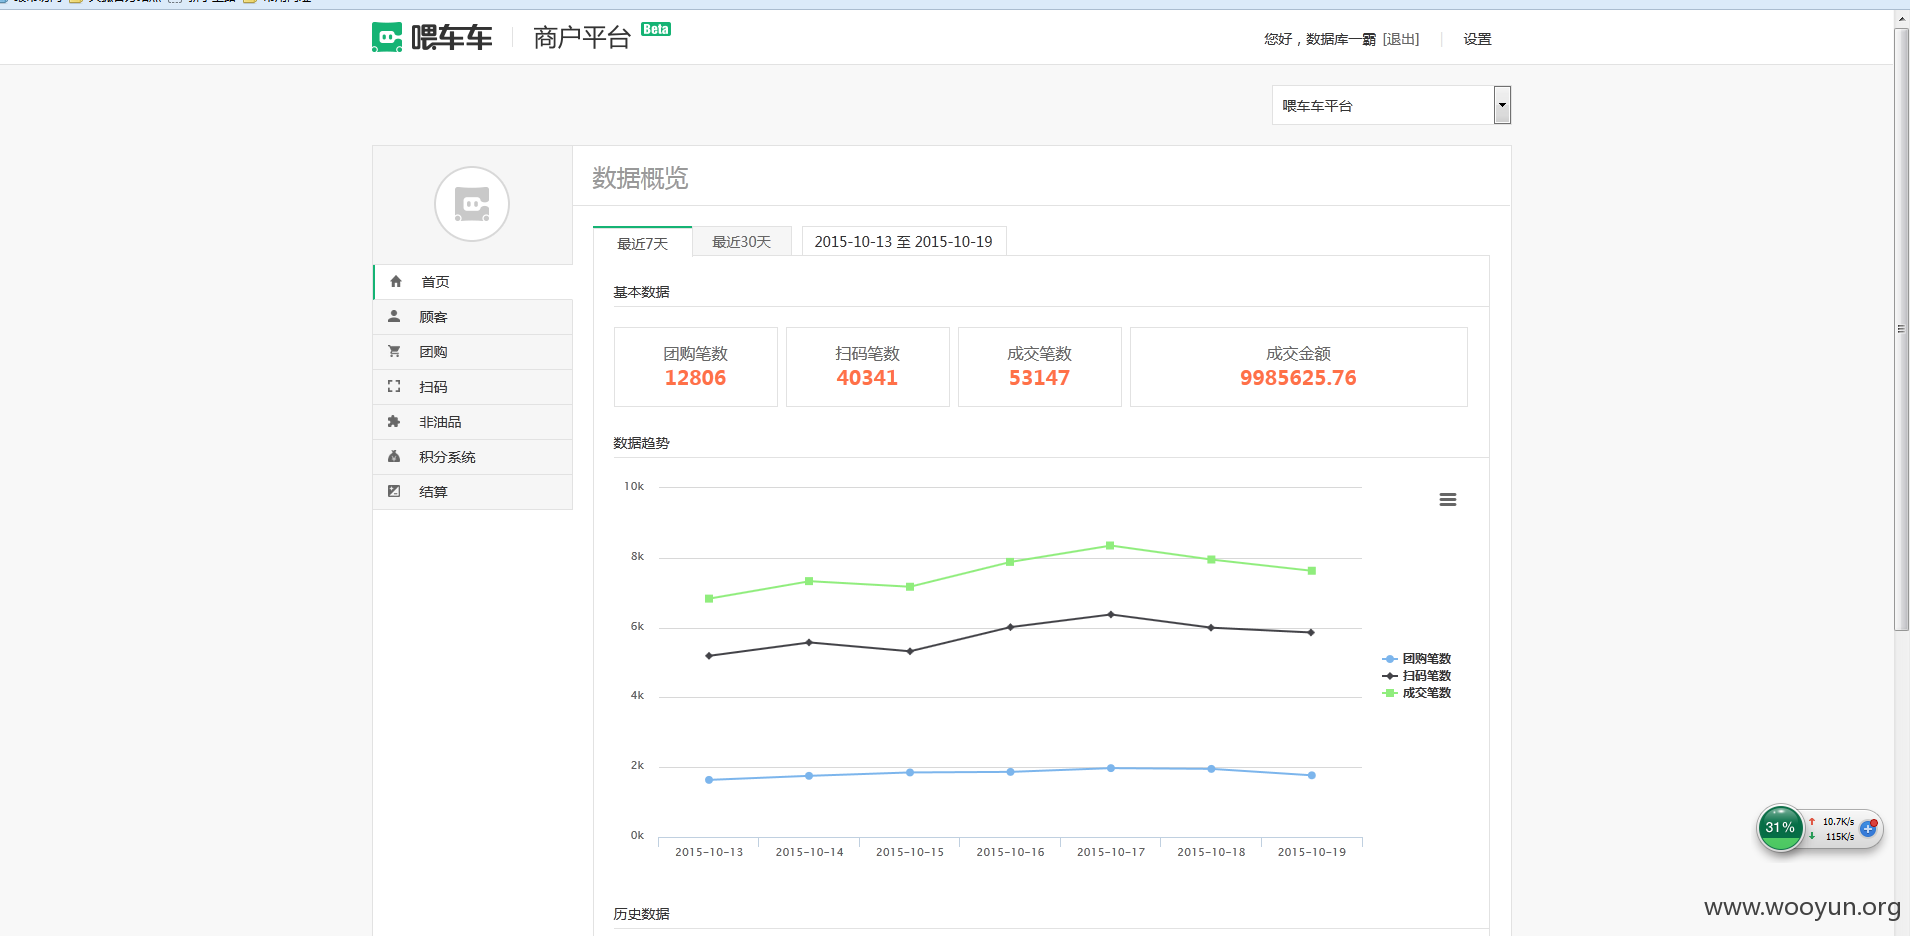 喂车车
商户平台 Beta
您好，数据库一霸 [退出] 设置
喂车车平台
数据概览
最近7天 最近30天 2015-10-13 至 2015-10-19
首页
顾客
团购
扫码
非油品
积分系统
结算
基本数据
团购笔数 扫码笔数 成交笔数 成交金额
12806 40341 53147 9985625.76
数据趋势
10k
8k
6k
4k
2k
0k
2015-10-13 2015-10-14 2015-10-15 2015-10-16 2015-10-17 2015-10-18 2015-10-19
团购笔数
扫码笔数
成交笔数
历史数据
31% 10.7K/s
115K/s
www.wooyun.org